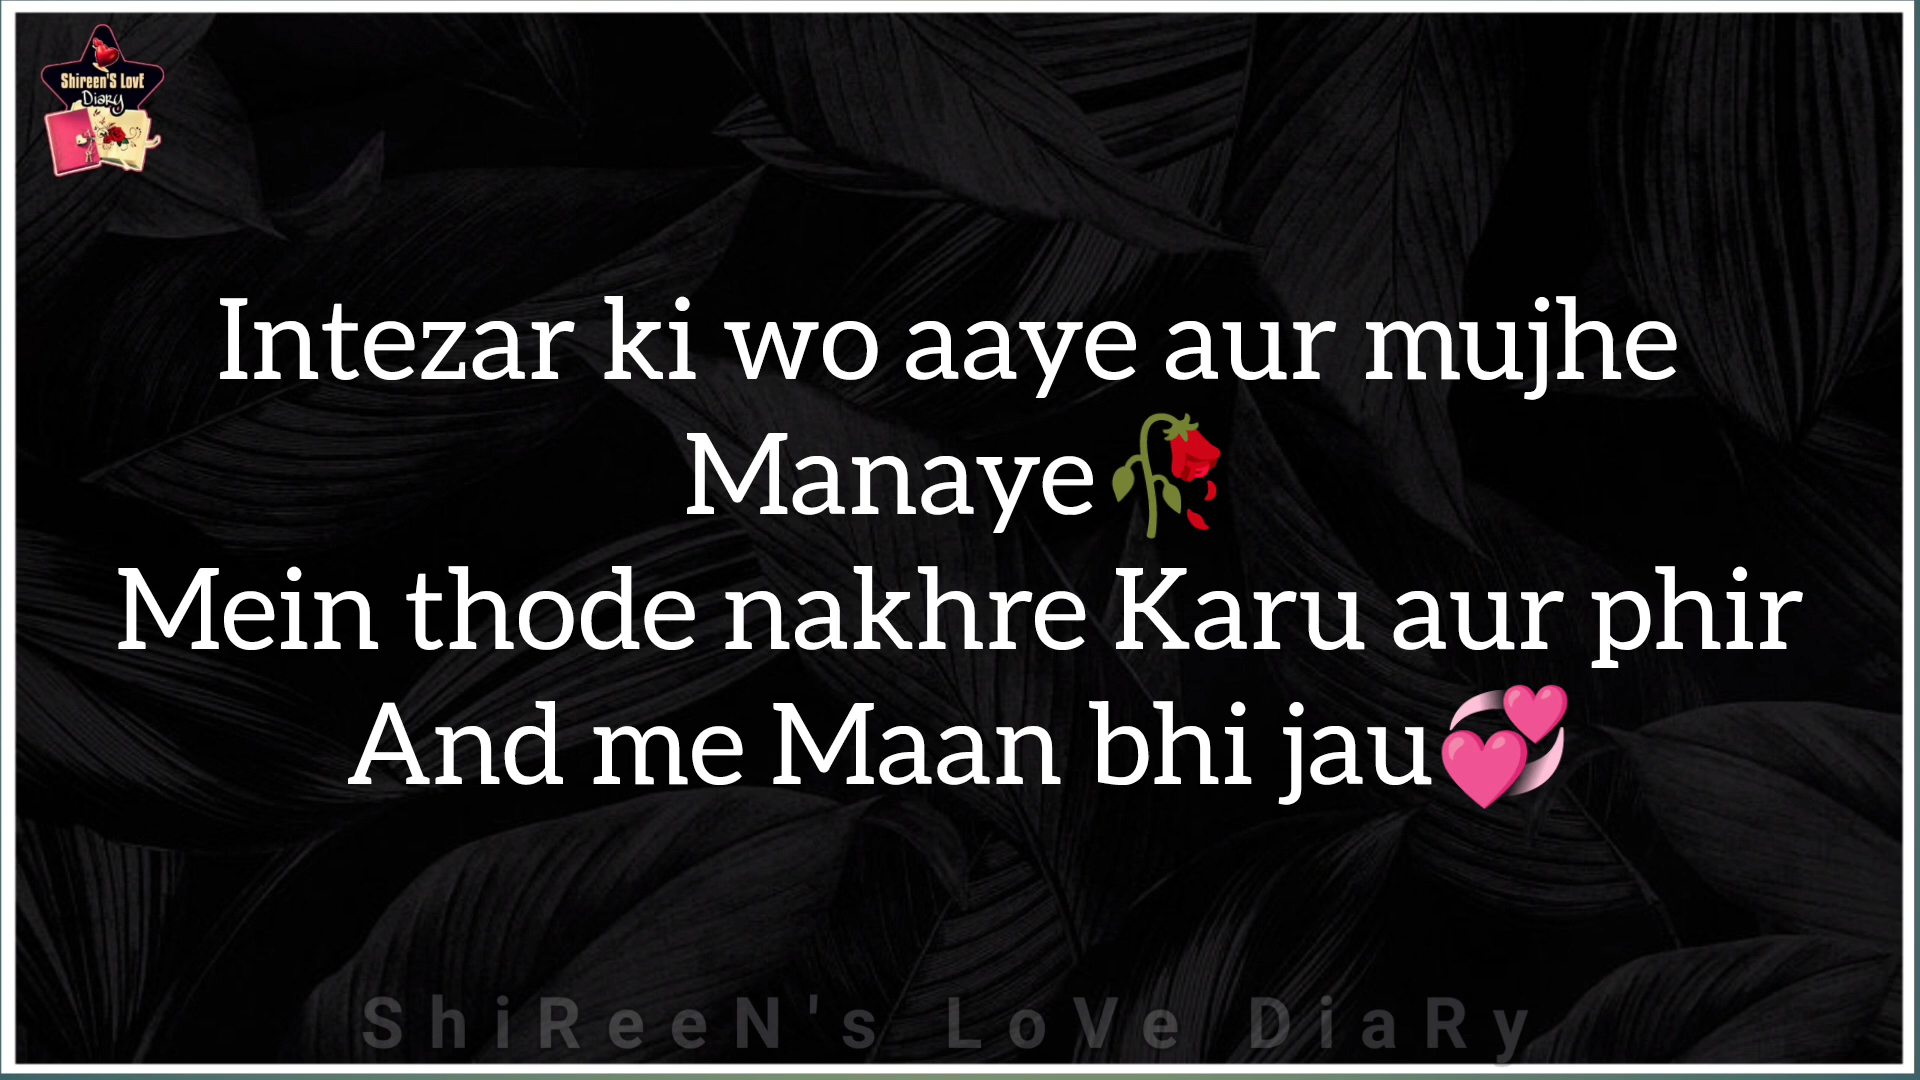 Shireen'S LovE
Diary
Intezar ki wo aaye aur mujhe
Manaye🥀
Mein thode nakhre Karu aur phir
And me Maan bhi jau💞
ShiReeN's LoVe DiaRy